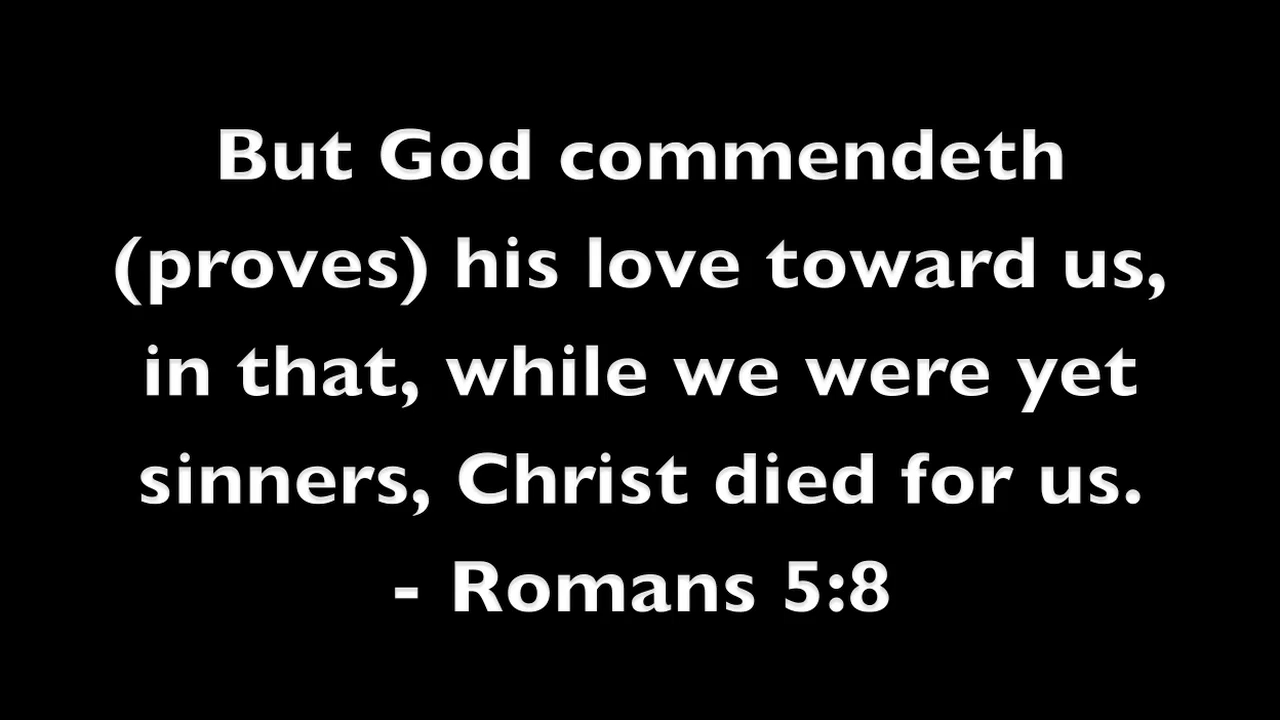 But God commendeth
(proves) his love toward us,
in that, while we were yet
sinners, Christ died for us.
- Romans 5:8